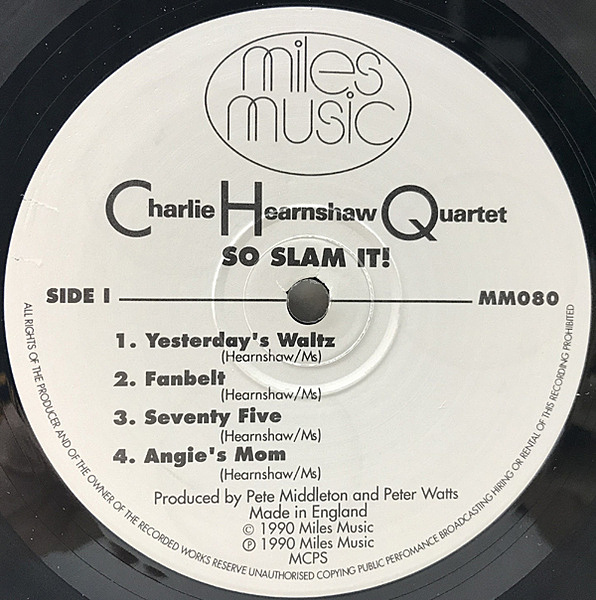 miles
music
Charlie Hearnshaw Quartet
SO SLAM IT!
SIDE I
MM080
1. Yesterday's Waltz
(Hearnshaw/Ms)
2. Fanbelt
(Hearnshaw/Ms)
3. Seventy Five
(Hearnshaw/Ms)
4. Angie's Mom
(Hearnshaw/Ms)
Produced by Pete Middleton and Peter Watts
Made in England
© 1990 Miles Music
℗ 1990 Miles Music
MCPS
ALL RIGHTS OF THE PRODUCER AND OF THE OWNER OF THE RECORDED WORKS RESERVE UNAUTHORISED COPYING PUBLIC PERFOMANCE BROADCASTING HIRING OR RENTAL OF THIS RECORDING PROHIBITED